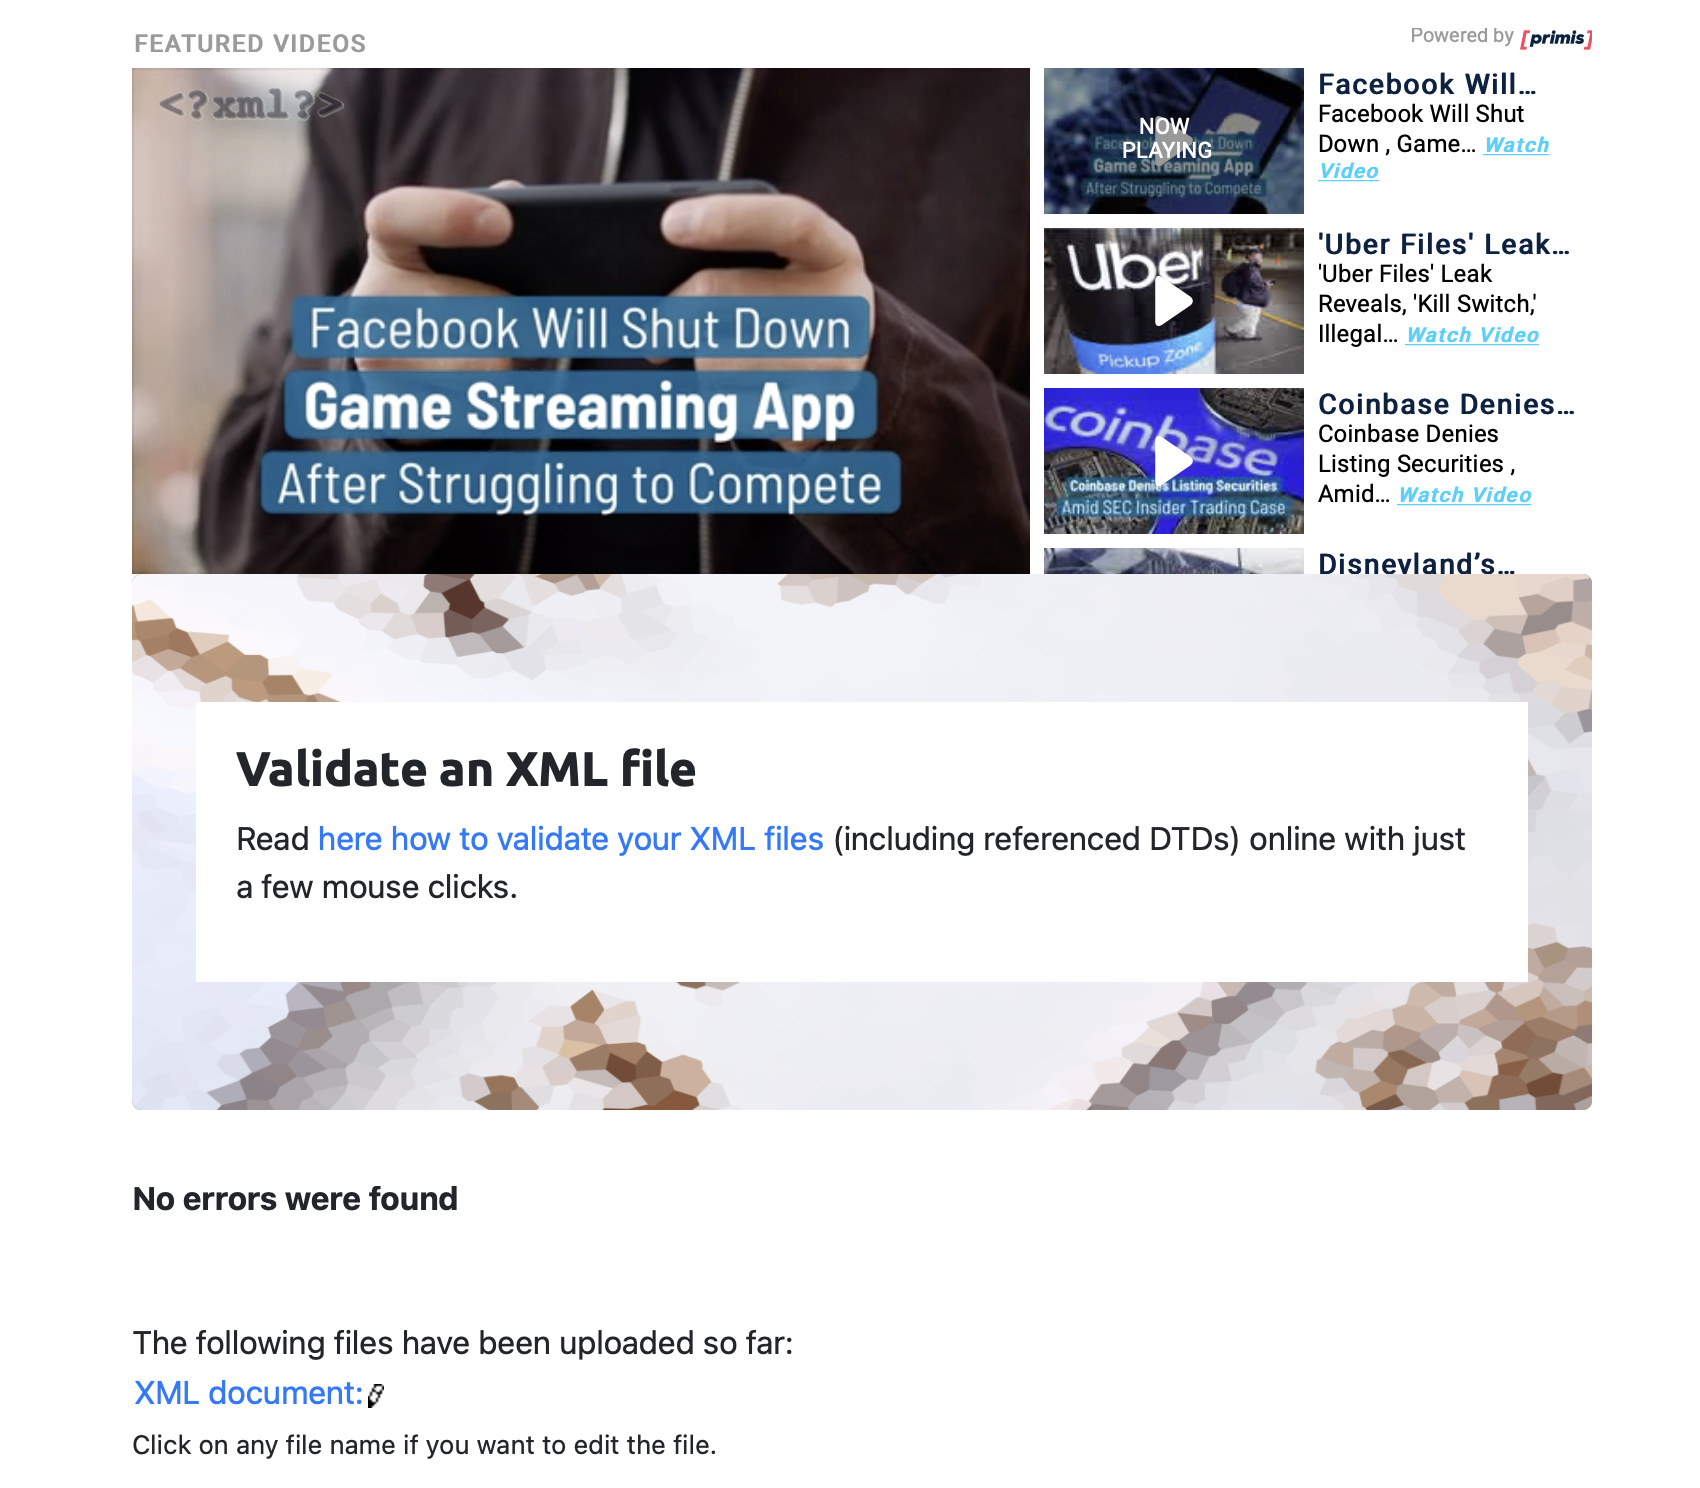 FEATURED VIDEOS
Powered by [primis]
<?xml?>
Facebook Will Shut Down
Game Streaming App
After Struggling to Compete
NOW
PLAYING
Facebook Will Shut Down
Game Streaming App
After Struggling to Compete
Facebook Will…
Facebook Will Shut
Down , Game… Watch
Video
Uber
Pickup Zone
'Uber Files' Leak…
'Uber Files' Leak
Reveals, 'Kill Switch,'
Illegal… Watch Video
coinbase
Coinbase Denies Listing Securities
Amid SEC Insider Trading Case
Coinbase Denies…
Coinbase Denies
Listing Securities ,
Amid… Watch Video
Disneyland’s…
Validate an XML file
Read here how to validate your XML files (including referenced DTDs) online with just
a few mouse clicks.
No errors were found
The following files have been uploaded so far:
XML document:
Click on any file name if you want to edit the file.